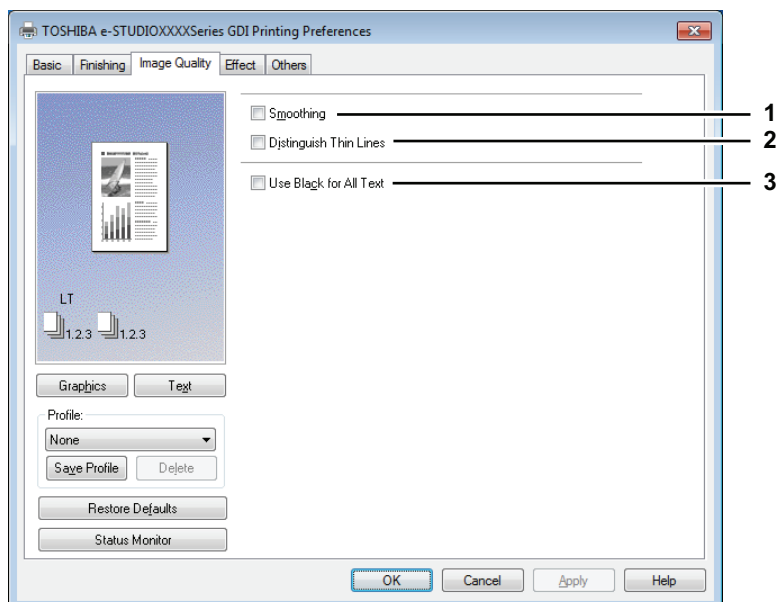 TOSHIBA e-STUDIOXXXXSeries GDI Printing Preferences
Basic Finishing Image Quality Effect Others
Smoothing 1
Distinguish Thin Lines 2
Use Black for All Text 3
LT
1.2.3 1.2.3
Graphics Text
Profile:
None
Save Profile Delete
Restore Defaults
Status Monitor
OK Cancel Apply Help